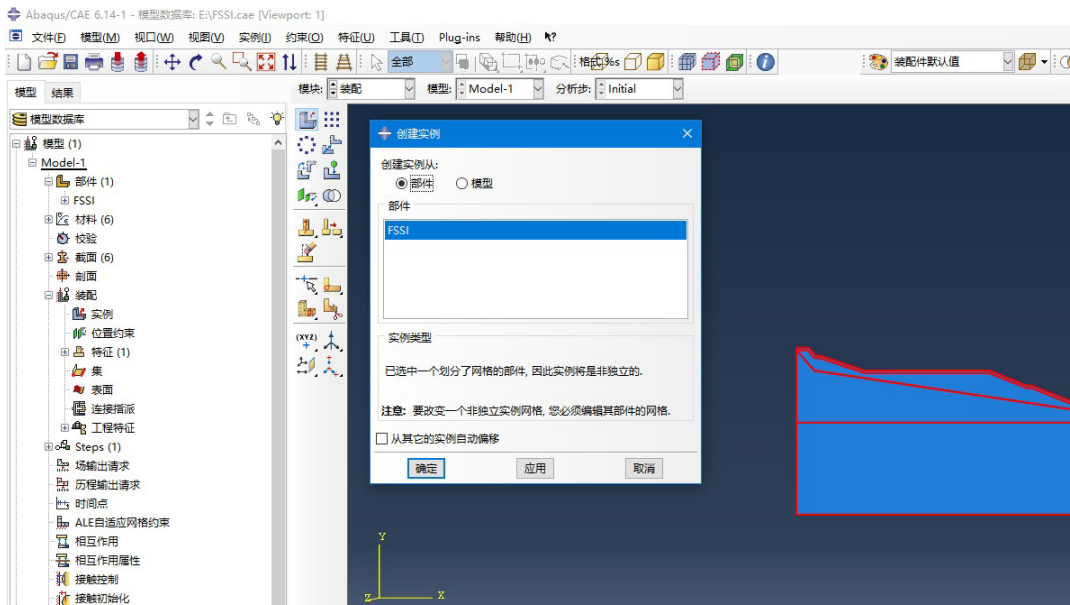 Abaqus/CAE 6.14-1 - 模型数据库: E:\FSSI.cae [Viewport: 1]
文件(F) 模型(M) 视口(W) 视图(V) 实例(I) 约束(O) 特征(U) 工具(T) Plug-ins 帮助(H)
全部 装配件默认值
模型 结果 模块: 装配 模型: Model-1 分析步: Initial
模型数据库
模型 (1)
Model-1
部件 (1)
FSSI
材料 (6)
校验
截面 (6)
剖面
装配
实例
位置约束
特征 (1)
集
表面
连接指派
工程特征
Steps (1)
场输出请求
历程输出请求
时间点
ALE自适应网格约束
相互作用
相互作用属性
接触控制
接触初始化
(XYZ)
创建实例
创建实例从:
部件 模型
部件
FSSI
实例类型
已选中一个划分了网格的部件, 因此实例将是非独立的.
注意: 要改变一个非独立实例网格, 您必须编辑其部件的网格.
从其它的实例自动偏移
确定 应用 取消
Y
Z X